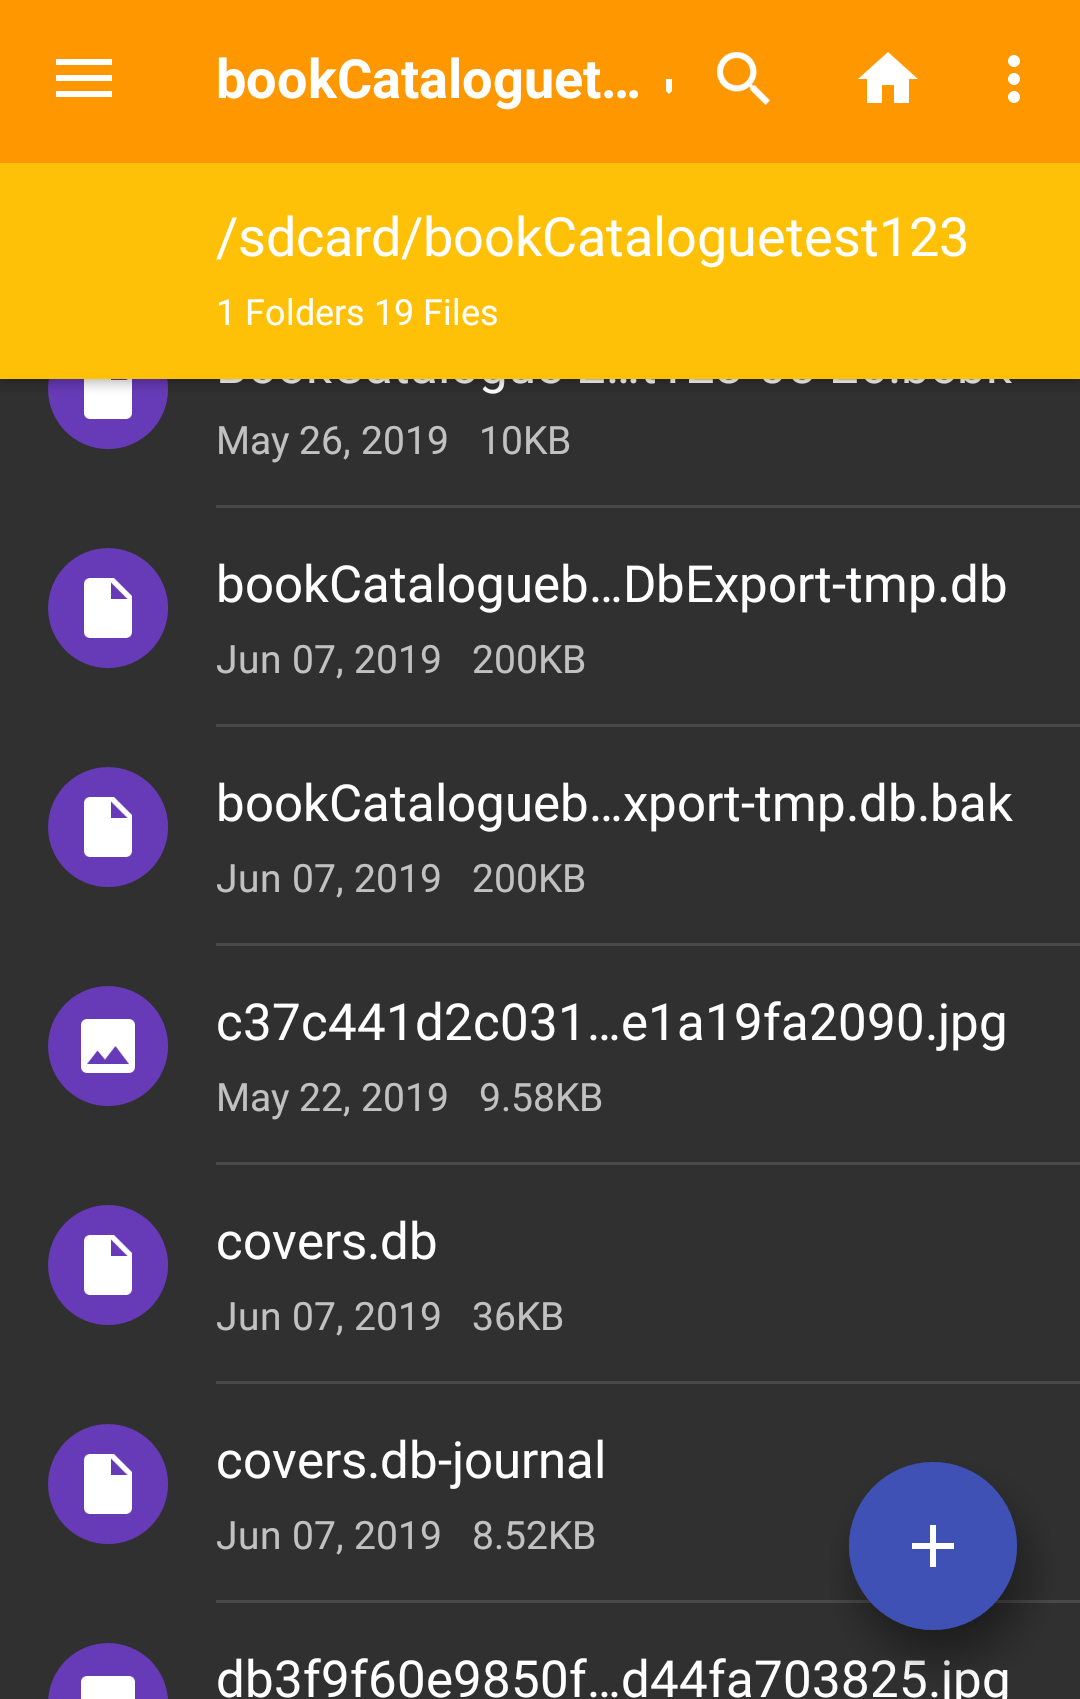 bookCataloguet...
/sdcard/bookCataloguetest123
1 Folders 19 Files
May 26, 2019 10KB
bookCatalogueb...DbExport-tmp.db
Jun 07, 2019 200KB
bookCatalogueb...xport-tmp.db.bak
Jun 07, 2019 200KB
c37c441d2c031...e1a19fa2090.jpg
May 22, 2019 9.58KB
covers.db
Jun 07, 2019 36KB
covers.db-journal
Jun 07, 2019 8.52KB
db3f9f60e9850f...d44fa703825.jpg